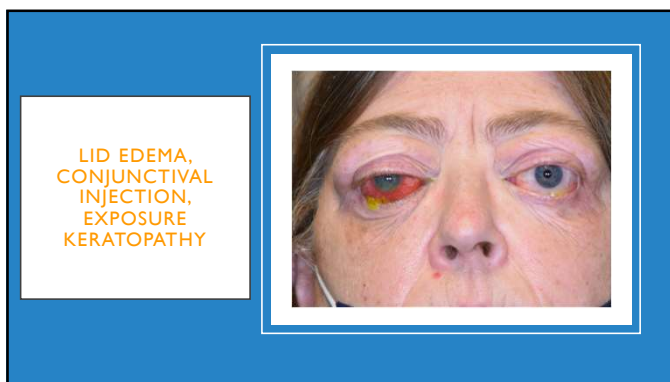 LID EDEMA,
CONJUNCTIVAL
INJECTION,
EXPOSURE
KERATOPATHY